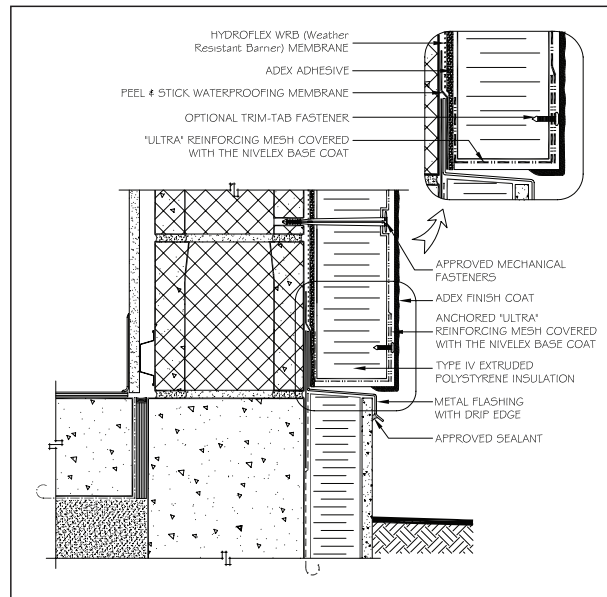 HYDROFLEX WRB (Weather
Resistant Barrier) MEMBRANE
ADEX ADHESIVE
PEEL & STICK WATERPROOFING MEMBRANE
OPTIONAL TRIM-TAB FASTENER
"ULTRA" REINFORCING MESH COVERED
WITH THE NIVELEX BASE COAT
APPROVED MECHANICAL
FASTENERS
ADEX FINISH COAT
ANCHORED "ULTRA"
REINFORCING MESH COVERED
WITH THE NIVELEX BASE COAT
TYPE IV EXTRUDED
POLYSTYRENE INSULATION
METAL FLASHING
WITH DRIP EDGE
APPROVED SEALANT